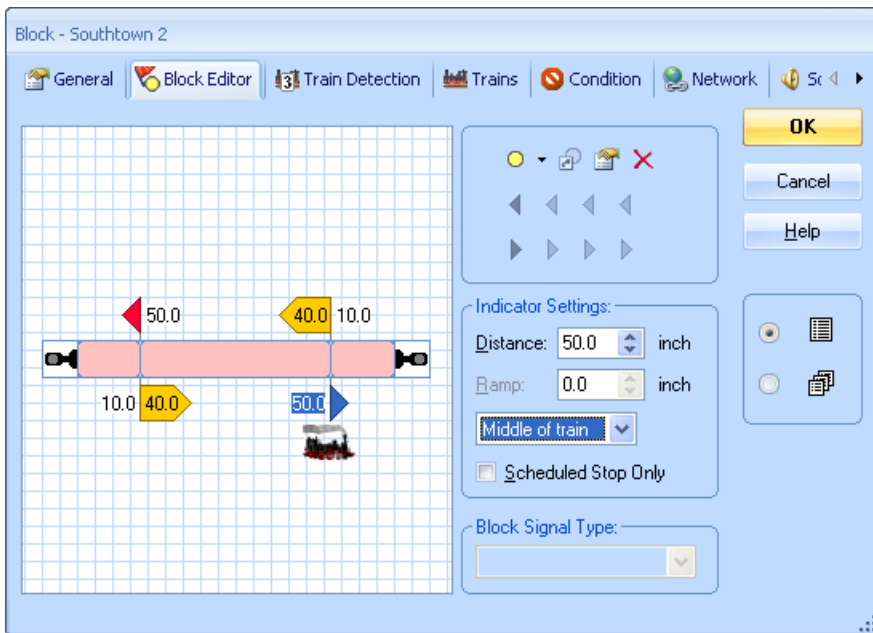 Block - Southtown 2
General
Block Editor
3
Train Detection
Trains
Condition
Network
OK
Cancel
Help
50.0
40.0 10.0
10.0 40.0
50.0
Indicator Settings:
Distance: 50.0 inch
Ramp: 0.0 inch
Middle of train
Scheduled Stop Only
Block Signal Type: